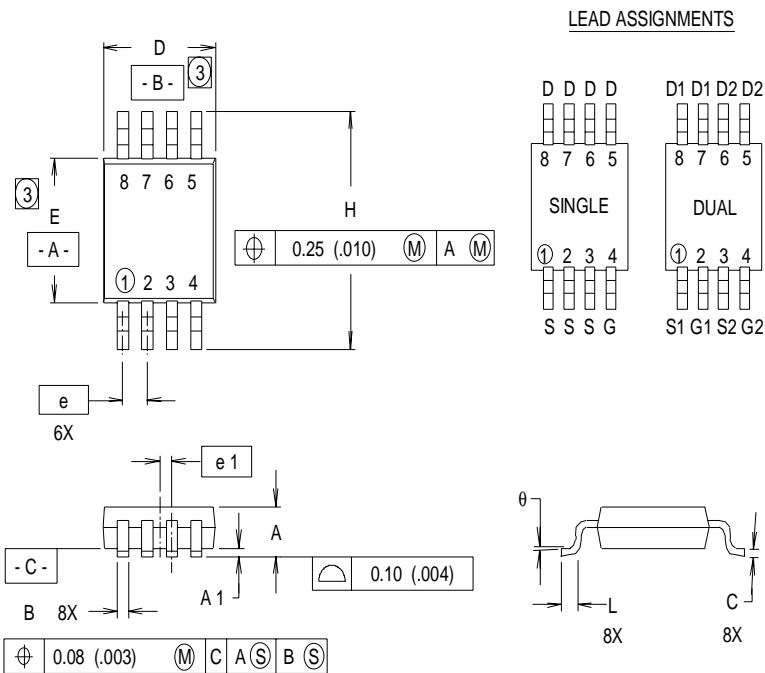 LEAD ASSIGNMENTS
D
- B - 3
D D D D
D1 D1 D2 D2
8 7 6 5
8 7 6 5
8 7 6 5
3
E
H
SINGLE
DUAL
- A -
0.25 (.010) M A M
1 2 3 4
1 2 3 4
1 2 3 4
S S S G
S1 G1 S2 G2
e
6X
e 1
θ
A
- C -
0.10 (.004)
B 8X
A 1
L
C
8X
8X
0.08 (.003) M C A S B S